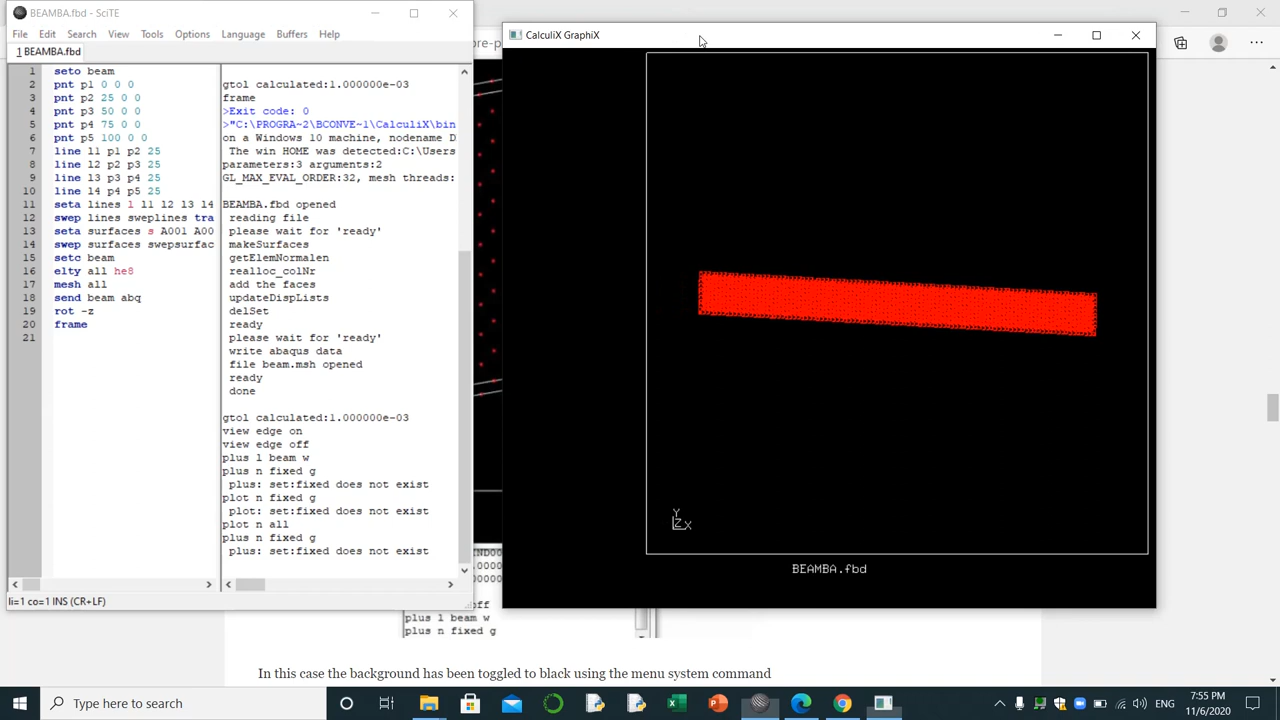 BEAMBA.fbd - SciTE
File Edit Search View Tools Options Language Buffers Help
1 BEAMBA.fbd
1 seto beam
2 pnt p1 0 0 0
3 pnt p2 25 0 0
4 pnt p3 50 0 0
5 pnt p4 75 0 0
6 pnt p5 100 0 0
7 line l1 p1 p2 25
8 line l2 p2 p3 25
9 line l3 p3 p4 25
10 line l4 p4 p5 25
11 seta lines l l1 l2 l3 l4
12 swep lines sweplines tra
13 seta surfaces s A001 A00
14 swep surfaces swepsurfac
15 setc beam
16 elty all he8
17 mesh all
18 send beam abq
19 rot -z
20 frame
21
gtol calculated:1.000000e-03
frame
>Exit code: 0
>"C:\PROGRA~2\BCONVE~1\CalculiX\bin
on a Windows 10 machine, nodename D
The win HOME was detected:C:\Users
parameters:3 arguments:2
GL_MAX_EVAL_ORDER:32, mesh threads:
BEAMBA.fbd opened
reading file
please wait for 'ready'
makeSurfaces
getElemNormalen
realloc_colNr
add the faces
updateDispLists
delSet
ready
please wait for 'ready'
write abaqus data
file beam.msh opened
ready
done
gtol calculated:1.000000e-03
view edge on
view edge off
plus l beam w
plus n fixed g
plus: set:fixed does not exist
plot n fixed g
plot: set:fixed does not exist
plot n all
plus n fixed g
plus: set:fixed does not exist
li=1 co=1 INS (CR+LF)
re-p
CalculiX GraphiX
Y
Z X
BEAMBA.fbd
off
plus l beam w
plus n fixed g
In this case the background has been toggled to black using the menu system command
Type here to search
7:55 PM
11/6/2020